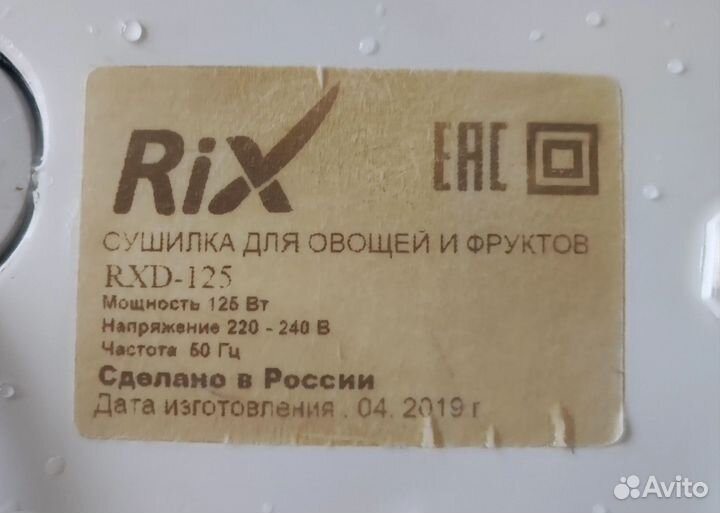 RiX EAC
СУШИЛКА ДЛЯ ОВОЩЕЙ И ФРУКТОВ
RXD-125
Мощность 125 Вт
Напряжение 220 - 240 В
Частота 50 Гц
Сделано в России
Дата изготовления . 04. 2019 г
Avito